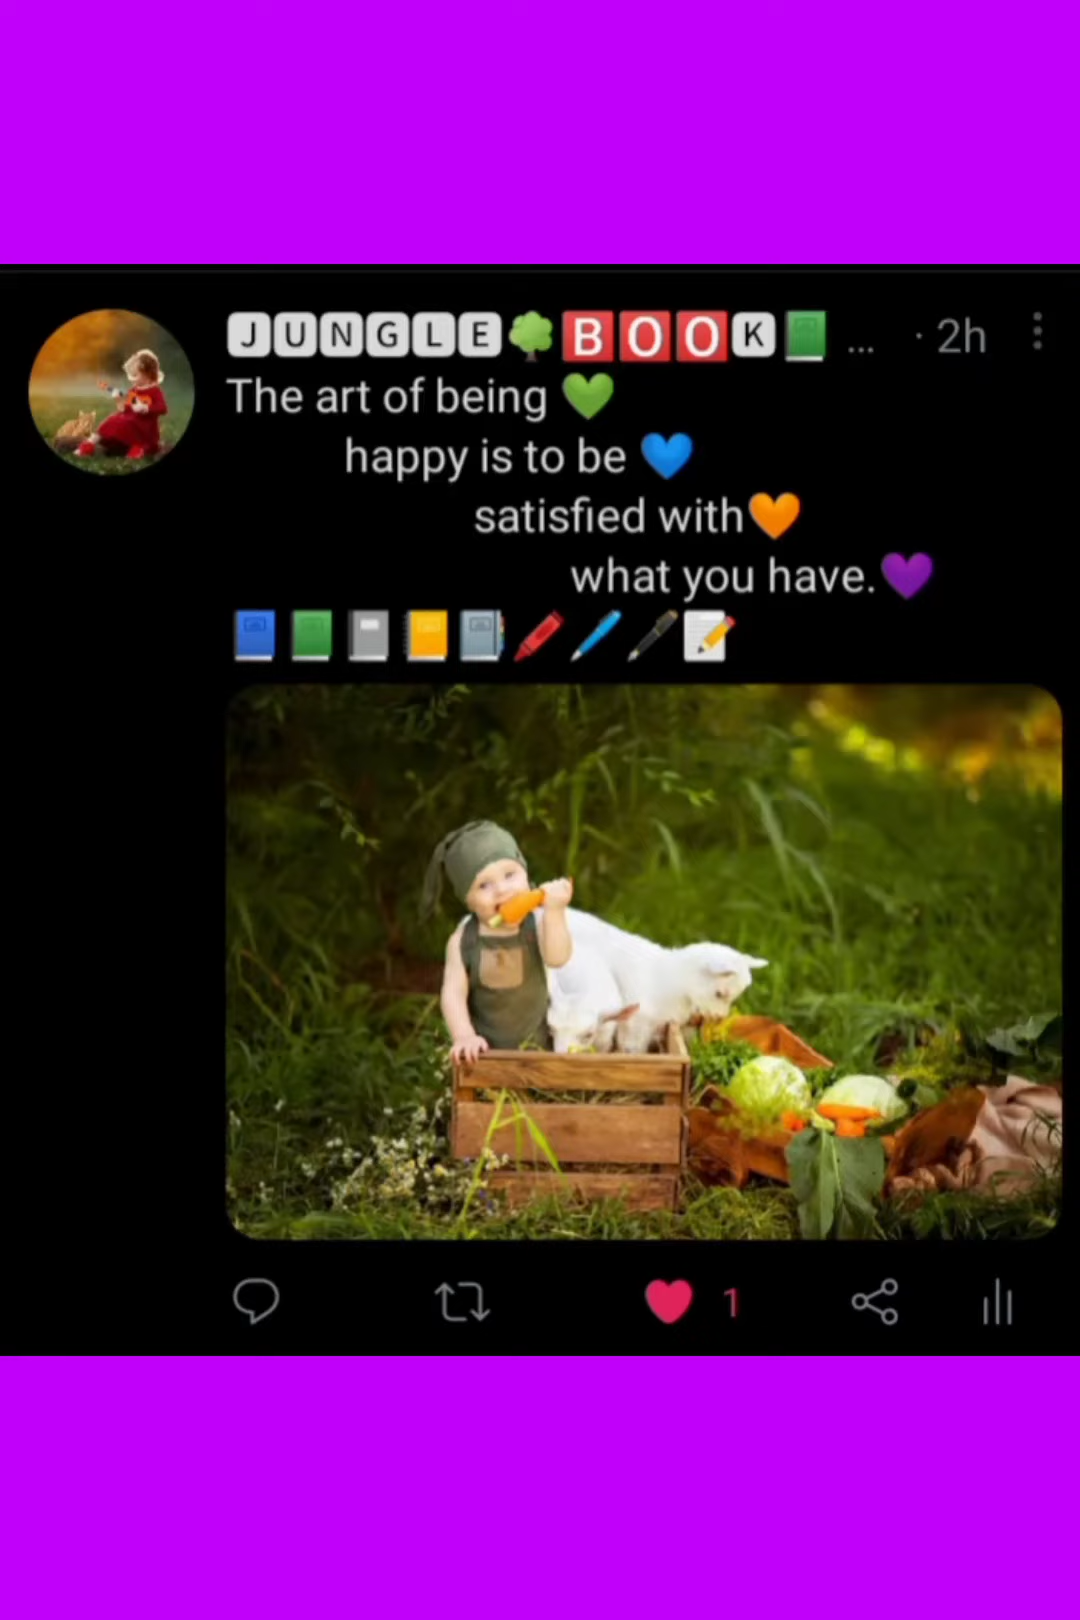 JUNGLE🌳BOOK📗 ... · 2h
The art of being 💚
happy is to be 💙
satisfied with🧡
what you have.💜
📘📗📓📒📔🖍🖊🖋📝
1